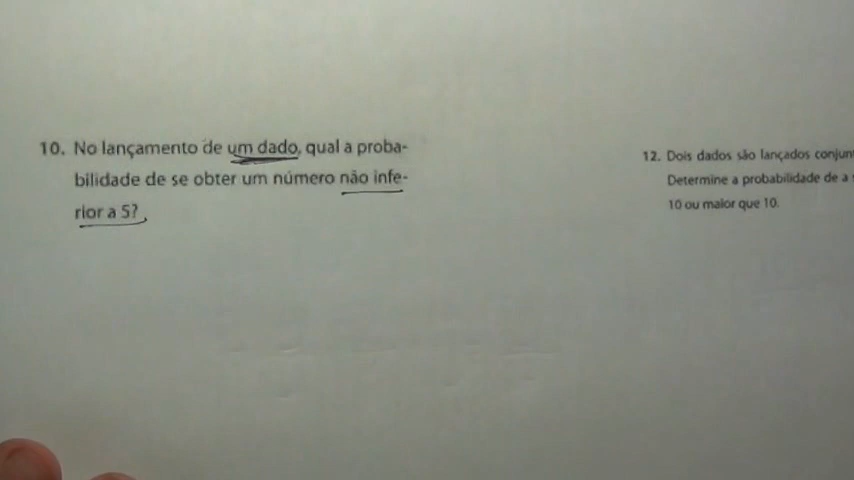 10. No lançamento de um dado, qual a proba-
bilidade de se obter um número não infe-
rior a 5?
12. Dois dados são lançados conjun
Determine a probabilidade de a
10 ou maior que 10.